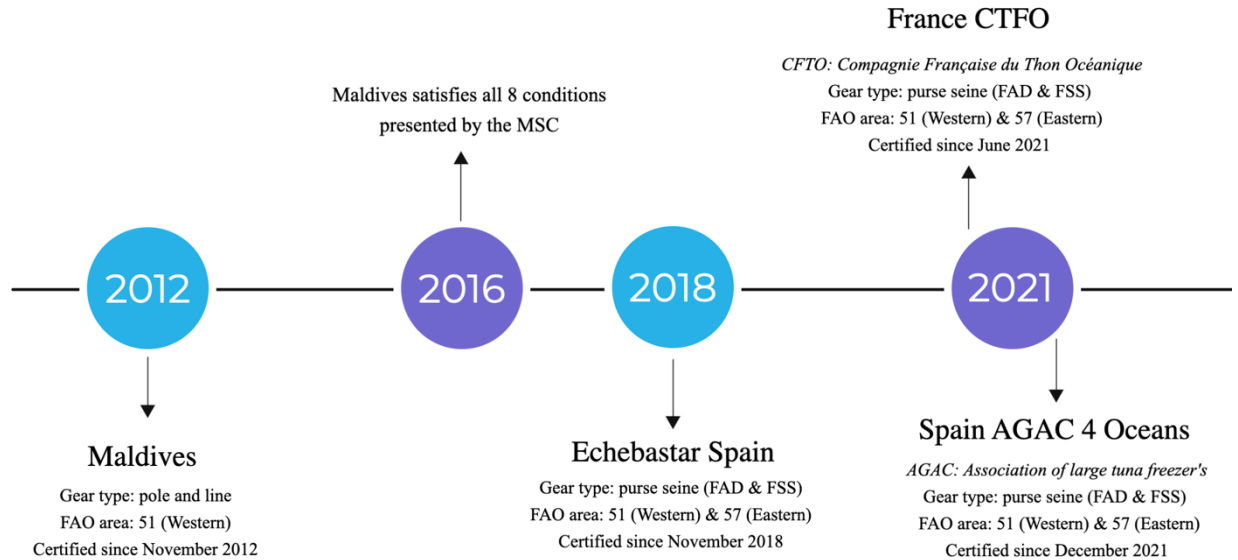 France CTFO
CFTO: Compagnie Française du Thon Océanique
Gear type: purse seine (FAD & FSS)
FAO area: 51 (Western) & 57 (Eastern)
Certified since June 2021
Maldives satisfies all 8 conditions
presented by the MSC
2012
2016
2018
2021
Maldives
Gear type: pole and line
FAO area: 51 (Western)
Certified since November 2012
Echebastar Spain
Gear type: purse seine (FAD & FSS)
FAO area: 51 (Western) & 57 (Eastern)
Certified since November 2018
Spain AGAC 4 Oceans
AGAC: Association of large tuna freezer's
Gear type: purse seine (FAD & FSS)
FAO area: 51 (Western) & 57 (Eastern)
Certified since December 2021